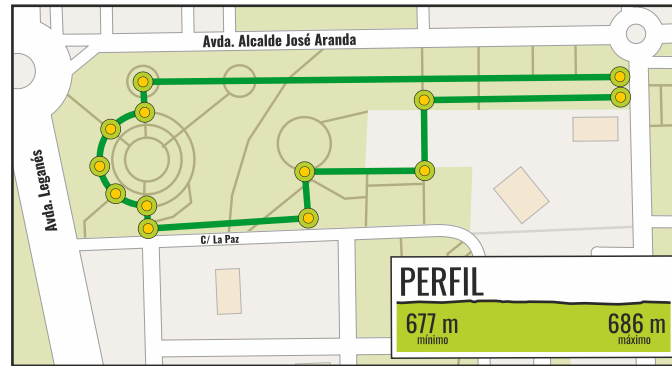 Avda. Alcalde José Aranda
Avda. Leganés
C/ La Paz
PERFIL
677 m
mínimo
686 m
máximo